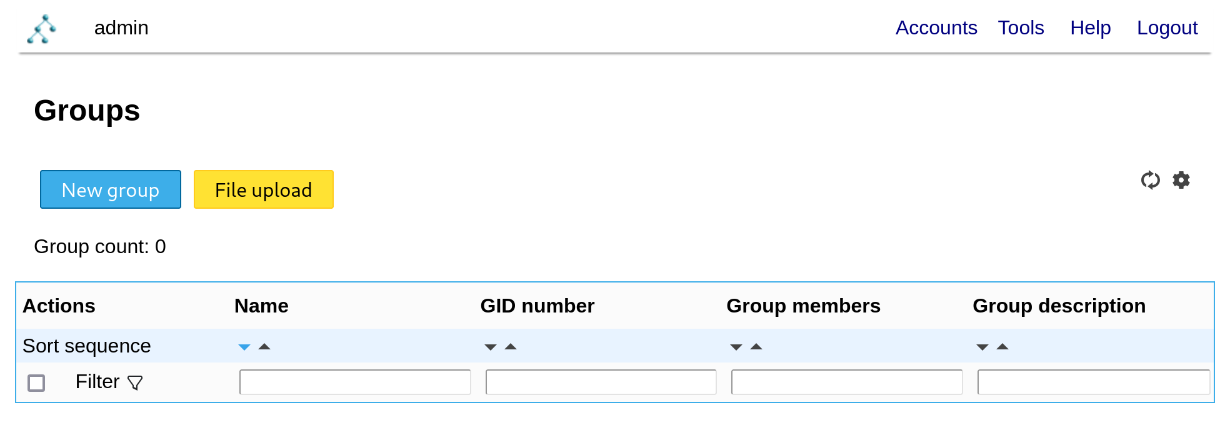 admin Accounts Tools Help Logout
Groups
New group File upload
Group count: 0
Actions Name GID number Group members Group description
Sort sequence
Filter